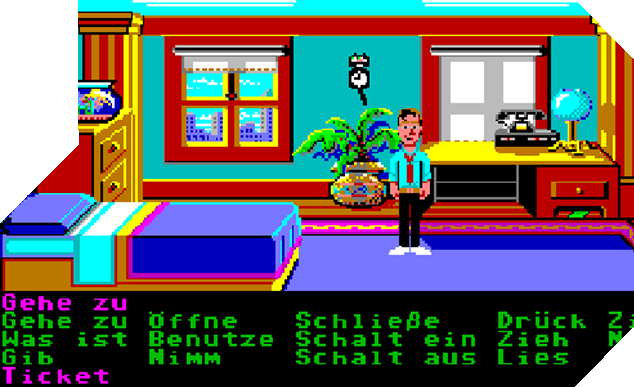 Gehe zu
Gehe zu Öffne Schließe Drück Zi
Was ist Benutze Schalt ein Zieh N
Gib Nimm Schalt aus Lies
Ticket